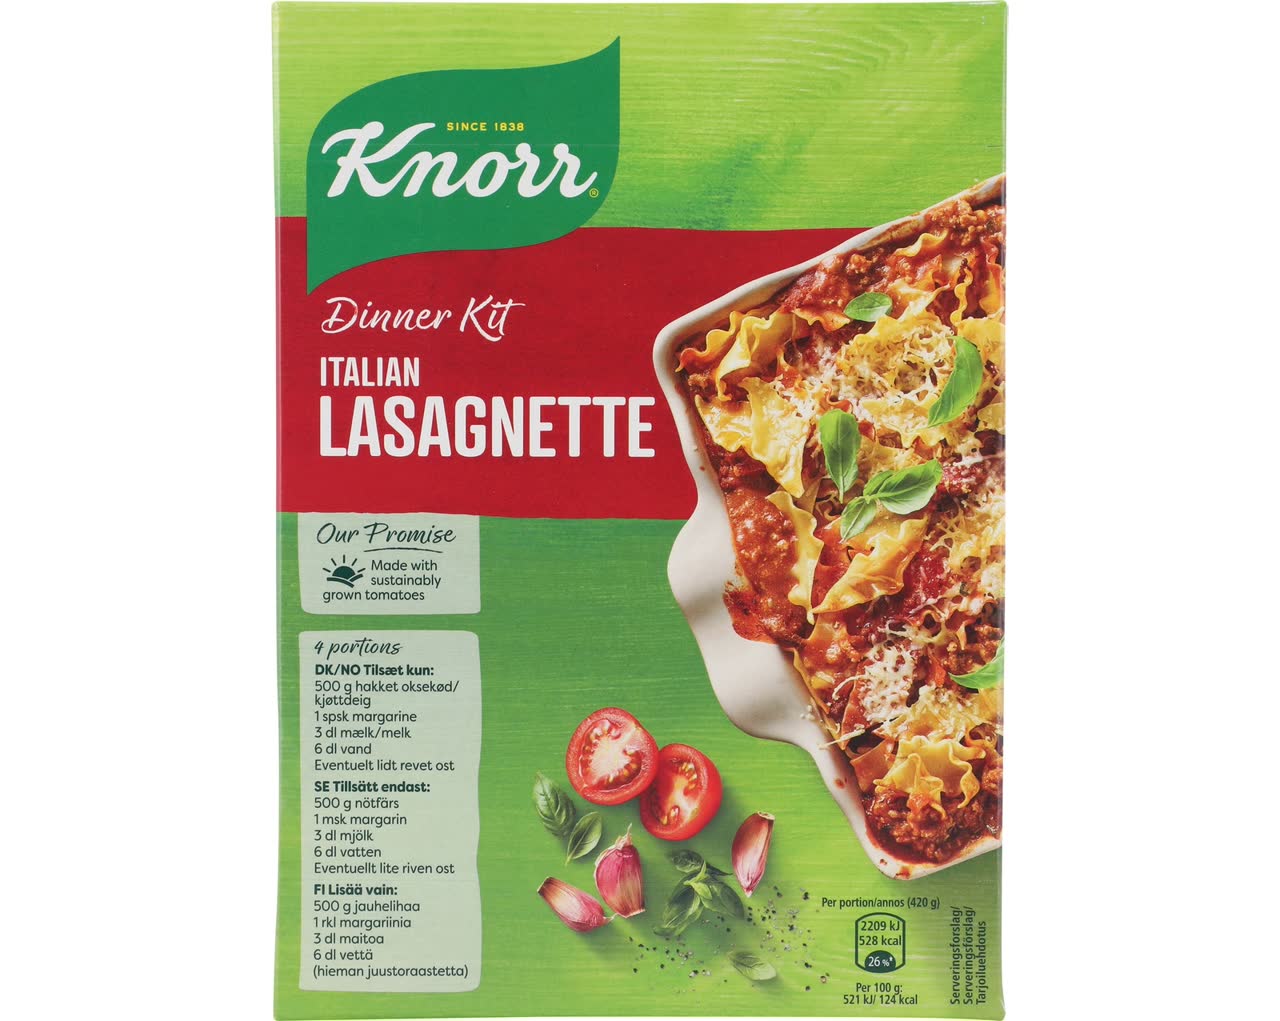 SINCE 1838
Knorr®
Dinner Kit
ITALIAN
LASAGNETTE
Our Promise
Made with
sustainably
grown tomatoes
4 portions
DK/NO Tilsæt kun:
500 g hakket oksekød/
kjøttdeig
1 spsk margarine
3 dl mælk/melk
6 dl vand
Eventuelt lidt revet ost
SE Tillsätt endast:
500 g nötfärs
1 msk margarin
3 dl mjölk
6 dl vatten
Eventuellt lite riven ost
FI Lisää vain:
500 g jauhelihaa
1 rkl margariinia
3 dl maitoa
6 dl vettä
(hieman juustoraastetta)
Per portion/annos (420 g)
2209 kJ
528 kcal
26 %*
Per 100 g:
521 kJ/ 124 kcal
Serveringsforslag/
Serveringsförslag/
Tarjoiluehdotus